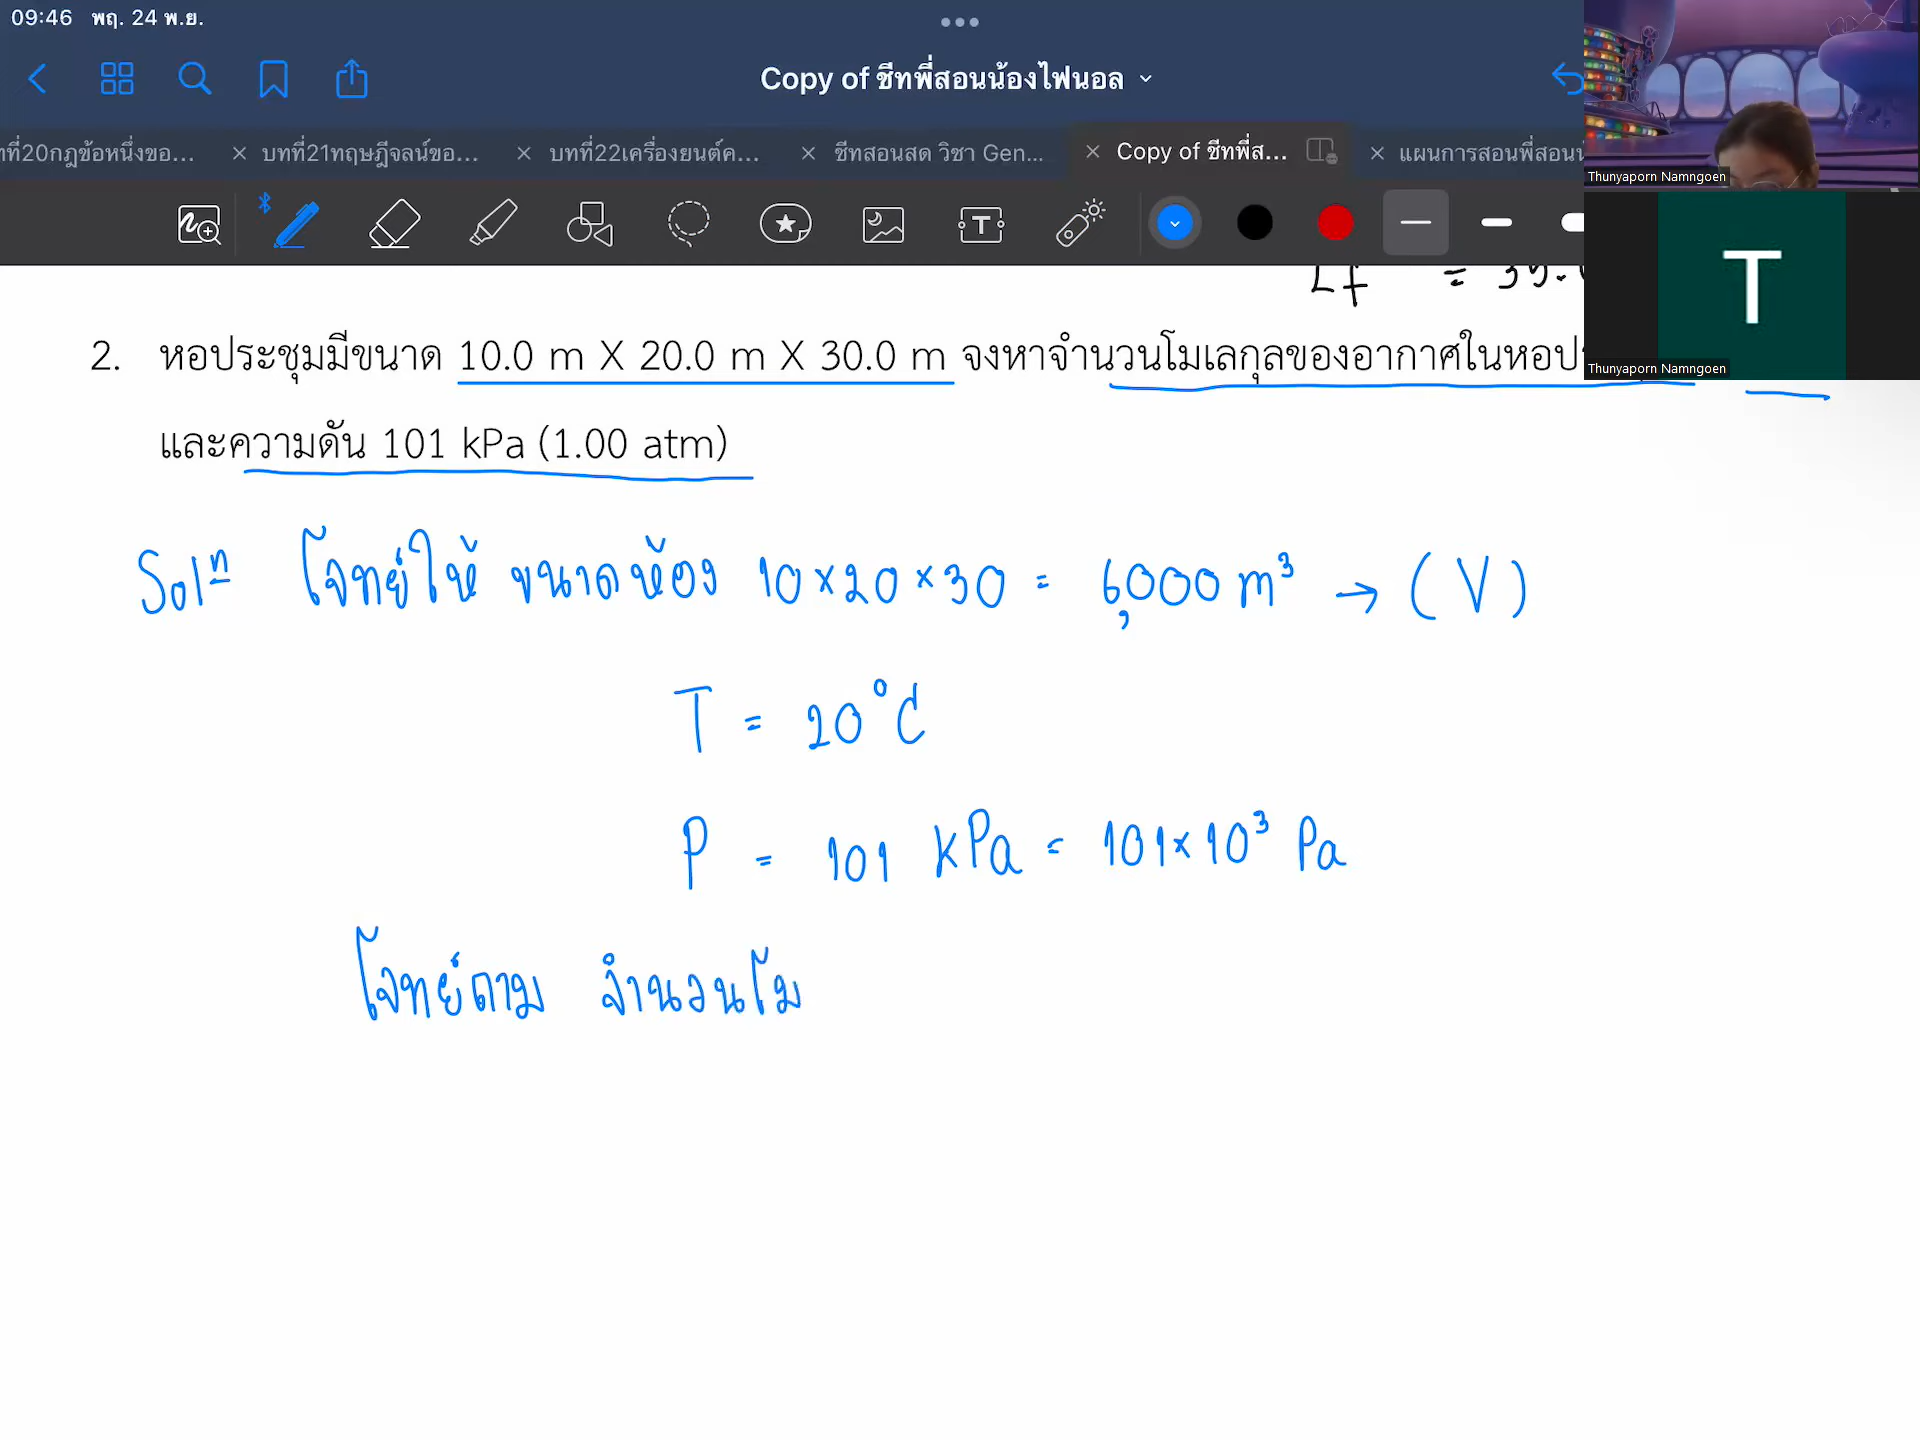 09:46 พฤ. 24 พ.ย.
Copy of ชีทพี่สอนน้องไฟนอล
ที่20กฎข้อหนึ่งขอ... บทที่21ทฤษฎีจลน์ขอ... บทที่22เครื่องยนต์ค... ชีทสอนสด วิชา Gen... Copy of ชีทพี่ส... แผนการสอนพี่สอน
Thunyaporn Namngoen
T
Thunyaporn Namngoen
Lf = 39.
2. หอประชุมมีขนาด 10.0 m X 20.0 m X 30.0 m จงหาจำนวนโมเลกุลของอากาศในหอป
และความดัน 101 kPa (1.00 atm)
Solⁿ โจทย์ให้ ขนาดห้อง 10×20×30 = 6,000 m³ → (V)
T = 20°C
P = 101 kPa = 101×10³ Pa
โจทย์ถาม จำนวนโม